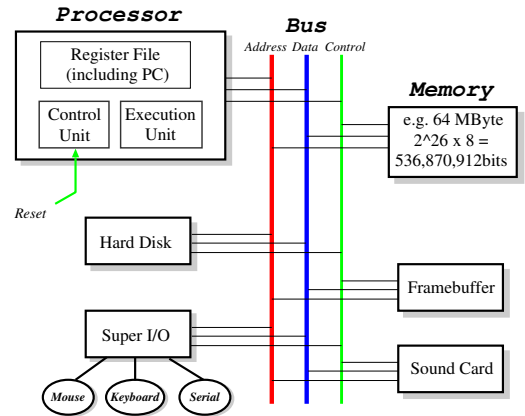 Processor
Register File
(including PC)
Control
Unit
Execution
Unit
Reset
Bus
Address Data Control
Memory
e.g. 64 MByte
2^26 x 8 =
536,870,912bits
Hard Disk
Framebuffer
Super I/O
Sound Card
Mouse
Keyboard
Serial